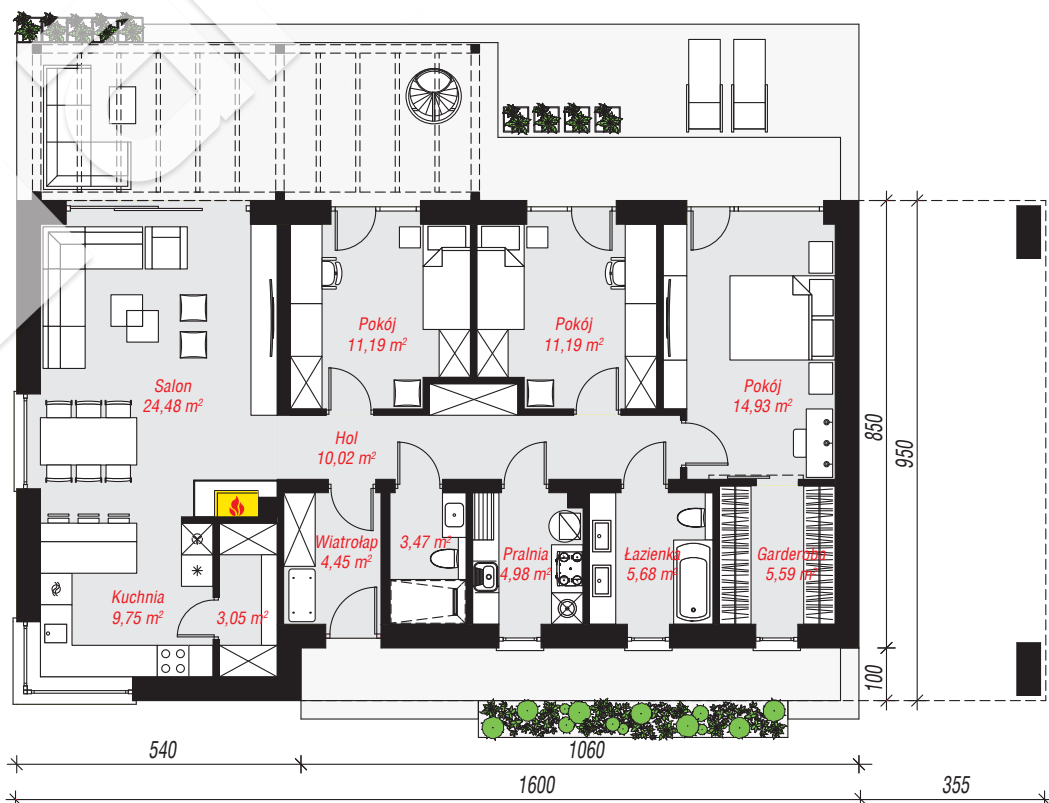 Pokój
11,19 m²
Pokój
11,19 m²
Salon
24,48 m²
Pokój
14,93 m²
Hol
10,02 m²
850
950
Wiatrołap
4,45 m²
3,47 m²
Pralnia
4,98 m²
Łazienka
5,68 m²
Garderoba
5,59 m²
Kuchnia
9,75 m²
3,05 m²
100
540
1060
1600
355